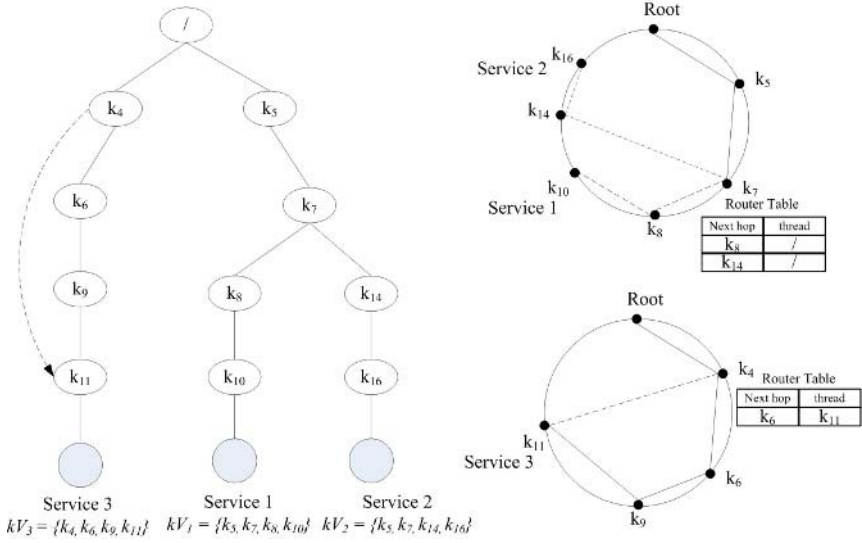 /
k4
k5
k6
k7
k9
k8
k14
k11
k10
k16
Service 3
Service 1
Service 2
kV3 = {k4, k6, k9, k11}
kV1 = {k5, k7, k8, k10}
kV2 = {k5, k7, k14, k16}
Root
k16
Service 2
k5
k14
k10
k7
Service 1
k8
Router Table
Next hop thread
k8 /
k14 /
Root
k4
Router Table
Next hop thread
k6 k11
k11
Service 3
k6
k9